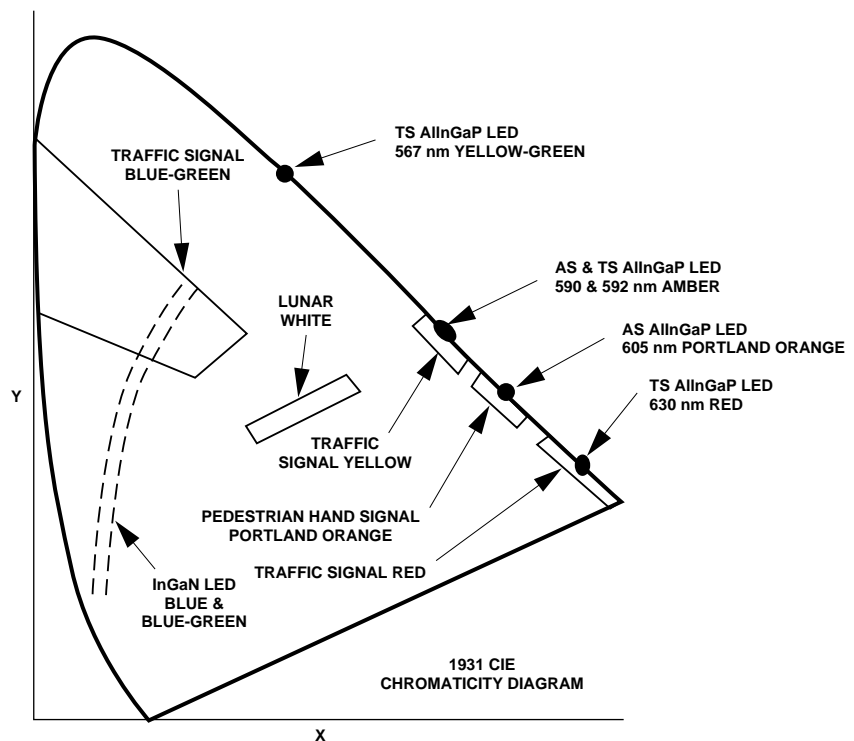 TS AlInGaP LED
567 nm YELLOW-GREEN
TRAFFIC SIGNAL
BLUE-GREEN
AS & TS AlInGaP LED
590 & 592 nm AMBER
LUNAR
WHITE
AS AlInGaP LED
605 nm PORTLAND ORANGE
TS AlInGaP LED
630 nm RED
Y
TRAFFIC
SIGNAL YELLOW
PEDESTRIAN HAND SIGNAL
PORTLAND ORANGE
TRAFFIC SIGNAL RED
InGaN LED
BLUE &
BLUE-GREEN
1931 CIE
CHROMATICITY DIAGRAM
X